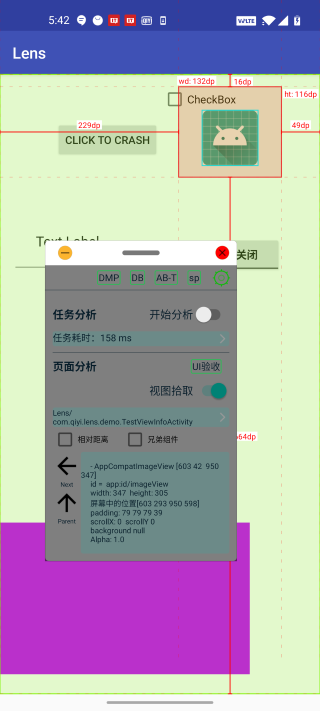 5:42
VoLTE
Lens
wd: 132dp
16dp
CheckBox
ht: 116dp
229dp
49dp
CLICK TO CRASH
Text Label
关闭
DMP
DB
AB-T
sp
任务分析
开始分析
任务耗时：158 ms
页面分析
UI验收
视图拾取
Lens/
com.qiyi.lens.demo.TestViewInfoActivity
相对距离
兄弟组件
64dp
Next
Parent
- AppCompatImageView [603 42 950
347]
id = app:id/imageView
width: 347 height: 305
屏幕中的位置[603 293 950 598]
padding: 79 79 79 39
scrollX: 0 scrollY 0
background null
Alpha: 1.0